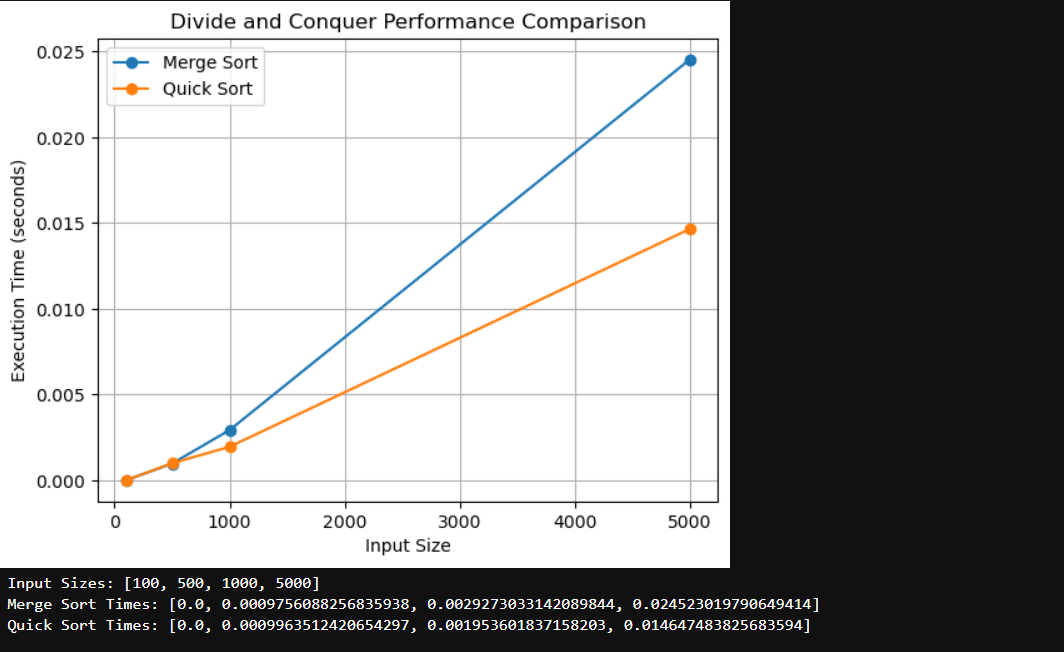 Divide and Conquer Performance Comparison
Merge Sort
Quick Sort
Execution Time (seconds)
0.025
0.020
0.015
0.010
0.005
0.000
0 1000 2000 3000 4000 5000
Input Size
Input Sizes: [100, 500, 1000, 5000]
Merge Sort Times: [0.0, 0.0009756088256835938, 0.0029273033142089844, 0.024523019790649414]
Quick Sort Times: [0.0, 0.0009963512420654297, 0.001953601837158203, 0.014647483825683594]